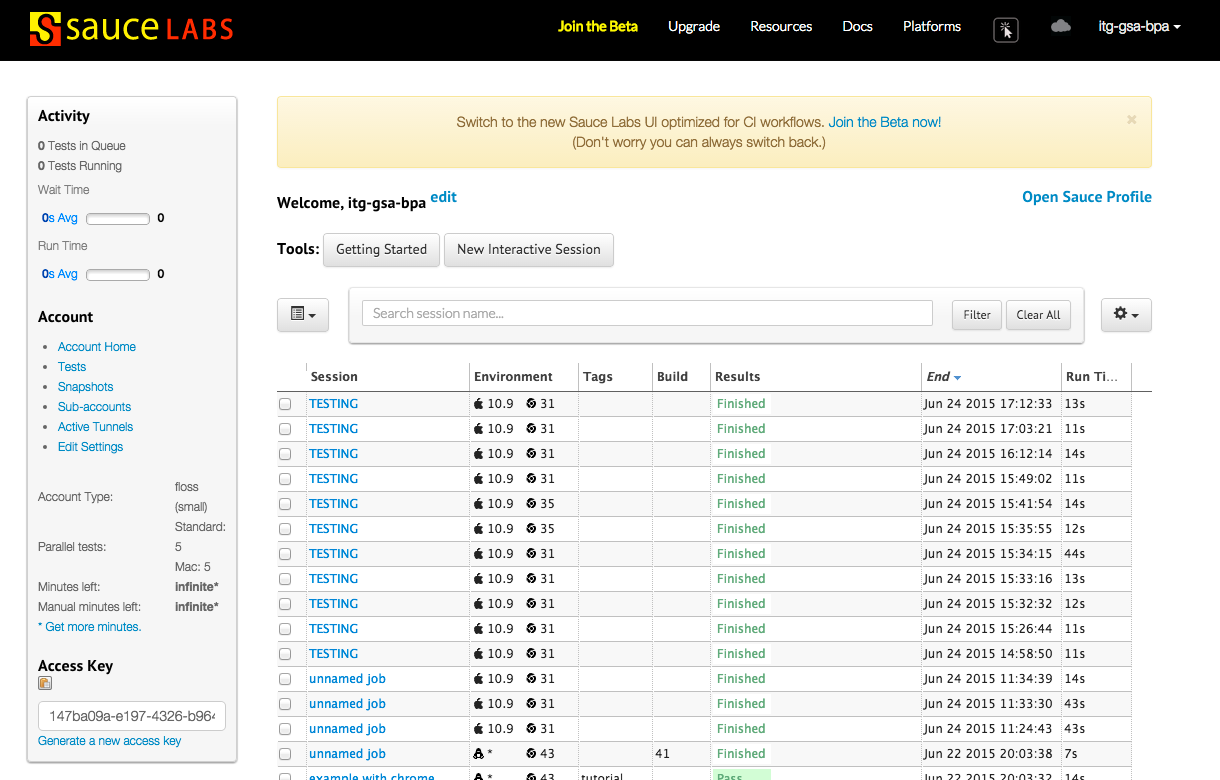 sauce LABS
Join the Beta Upgrade Resources Docs Platforms itg-gsa-bpa
Activity
0 Tests in Queue
0 Tests Running
Wait Time
0s Avg 0
Run Time
0s Avg 0
Account
Account Home
Tests
Snapshots
Sub-accounts
Active Tunnels
Edit Settings
Account Type: floss (small)
Parallel tests: Standard: 5 Mac: 5
Minutes left: infinite*
Manual minutes left: infinite*
* Get more minutes.
Access Key
147ba09a-e197-4326-b964
Generate a new access key
Switch to the new Sauce Labs UI optimized for CI workflows. Join the Beta now! ×
(Don't worry you can always switch back.)
Welcome, itg-gsa-bpa edit Open Sauce Profile
Tools: Getting Started New Interactive Session
Search session name... Filter Clear All
Session Environment Tags Build Results End Run Ti...
TESTING 10.9 31 Finished Jun 24 2015 17:12:33 13s
TESTING 10.9 31 Finished Jun 24 2015 17:03:21 11s
TESTING 10.9 31 Finished Jun 24 2015 16:12:14 14s
TESTING 10.9 31 Finished Jun 24 2015 15:49:02 11s
TESTING 10.9 35 Finished Jun 24 2015 15:41:54 14s
TESTING 10.9 35 Finished Jun 24 2015 15:35:55 12s
TESTING 10.9 31 Finished Jun 24 2015 15:34:15 44s
TESTING 10.9 31 Finished Jun 24 2015 15:33:16 13s
TESTING 10.9 31 Finished Jun 24 2015 15:32:32 12s
TESTING 10.9 31 Finished Jun 24 2015 15:26:44 11s
TESTING 10.9 31 Finished Jun 24 2015 14:58:50 11s
unnamed job 10.9 31 Finished Jun 24 2015 11:34:39 14s
unnamed job 10.9 31 Finished Jun 24 2015 11:33:30 43s
unnamed job 10.9 31 Finished Jun 24 2015 11:24:43 43s
unnamed job * 43 41 Finished Jun 22 2015 20:03:38 7s
example with chrome * 43 tutorial Pass Jun 22 2015 20:03:32 14s